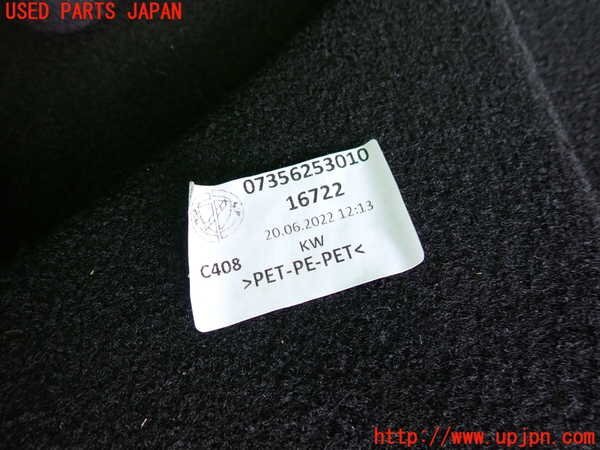 USED PARTS JAPAN
07356253010
16722
20.06.2022 12:13
KW
C408
>PET-PE-PET<
http://www.upjpn.com/